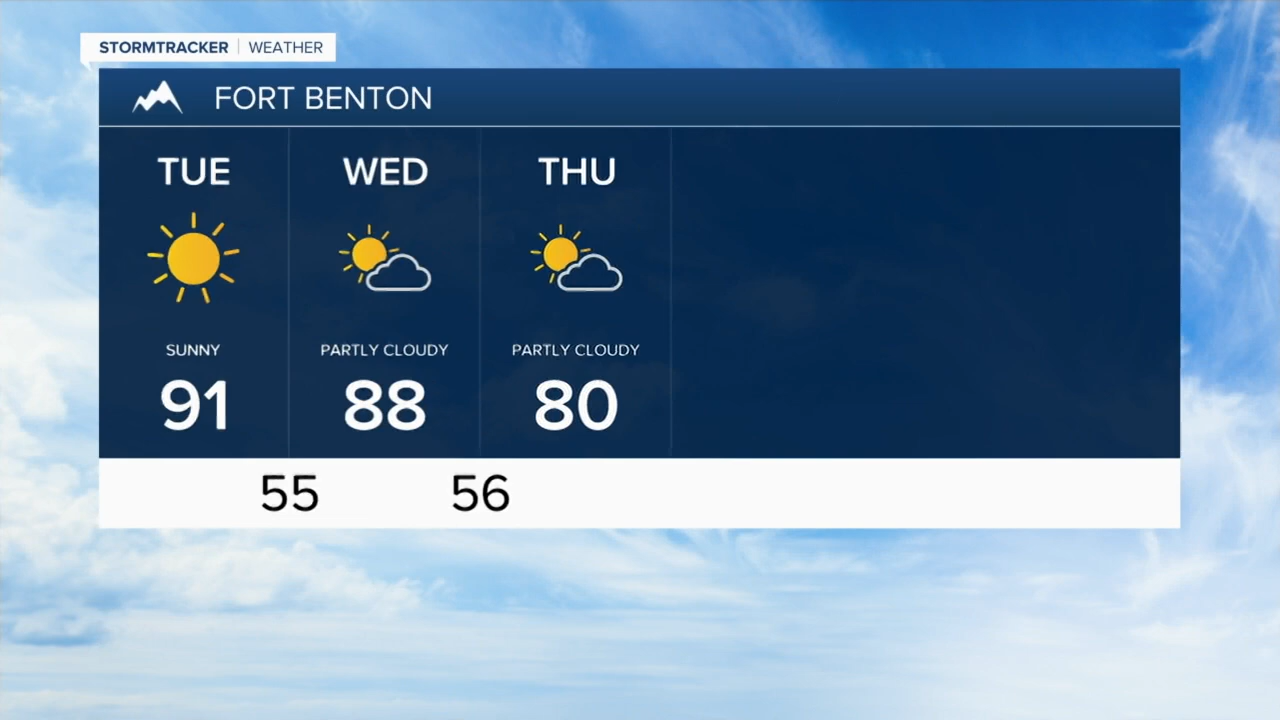 STORMTRACKER | WEATHER
FORT BENTON
TUE WED THU
SUNNY PARTLY CLOUDY PARTLY CLOUDY
91 88 80
55 56